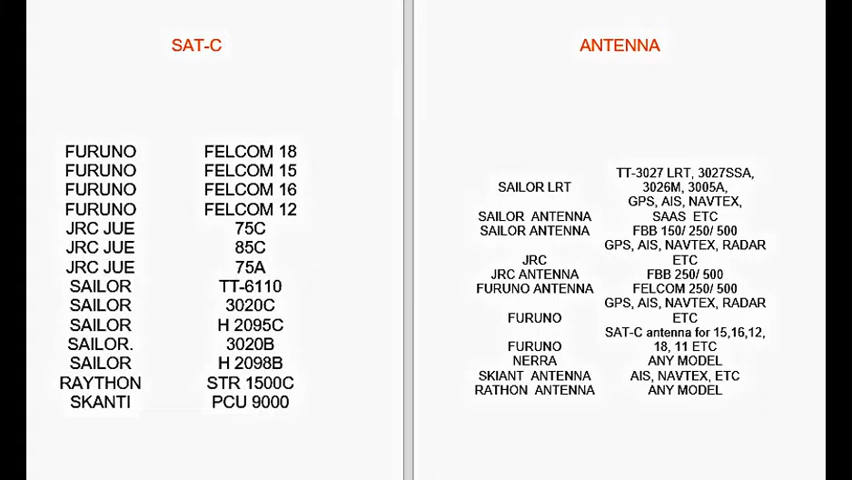 SAT-C
FURUNO FELCOM 18
FURUNO FELCOM 15
FURUNO FELCOM 16
FURUNO FELCOM 12
JRC JUE 75C
JRC JUE 85C
JRC JUE 75A
SAILOR TT-6110
SAILOR 3020C
SAILOR H 2095C
SAILOR. 3020B
SAILOR H 2098B
RAYTHON STR 1500C
SKANTI PCU 9000
ANTENNA
TT-3027 LRT, 3027SSA,
SAILOR LRT 3026M, 3005A,
GPS, AIS, NAVTEX,
SAILOR ANTENNA SAAS ETC
SAILOR ANTENNA FBB 150/ 250/ 500
GPS, AIS, NAVTEX, RADAR
JRC ETC
JRC ANTENNA FBB 250/ 500
FURUNO ANTENNA FELCOM 250/ 500
GPS, AIS, NAVTEX, RADAR
FURUNO ETC
SAT-C antenna for 15,16,12,
FURUNO 18, 11 ETC
NERRA ANY MODEL
SKIANT ANTENNA AIS, NAVTEX, ETC
RATHON ANTENNA ANY MODEL